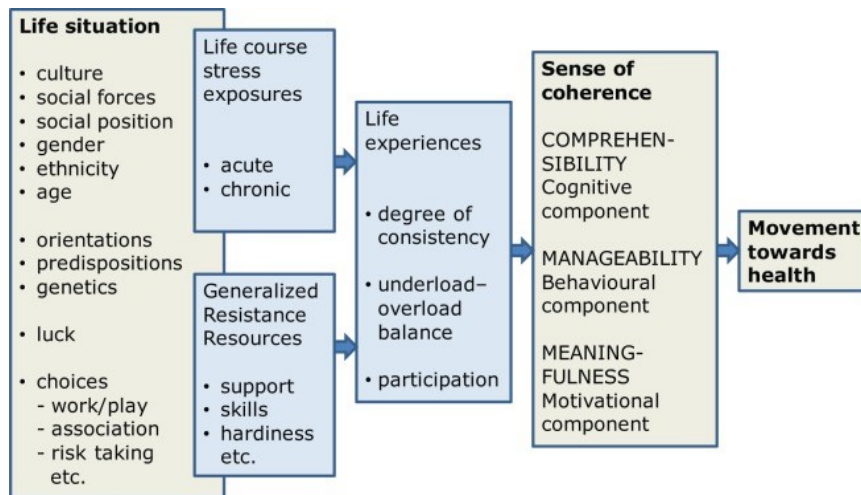 Life situation
• culture
• social forces
• social position
• gender
• ethnicity
• age
• orientations
• predispositions
• genetics
• luck
• choices
- work/play
- association
- risk taking
etc.
Life course
stress
exposures
• acute
• chronic
Generalized
Resistance
Resources
• support
• skills
• hardiness
etc.
Life
experiences
• degree of
consistency
• underload–
overload
balance
• participation
Sense of
coherence
COMPREHEN-
SIBILITY
Cognitive
component
MANAGEABILITY
Behavioural
component
MEANING-
FULNESS
Motivational
component
Movement
towards
health